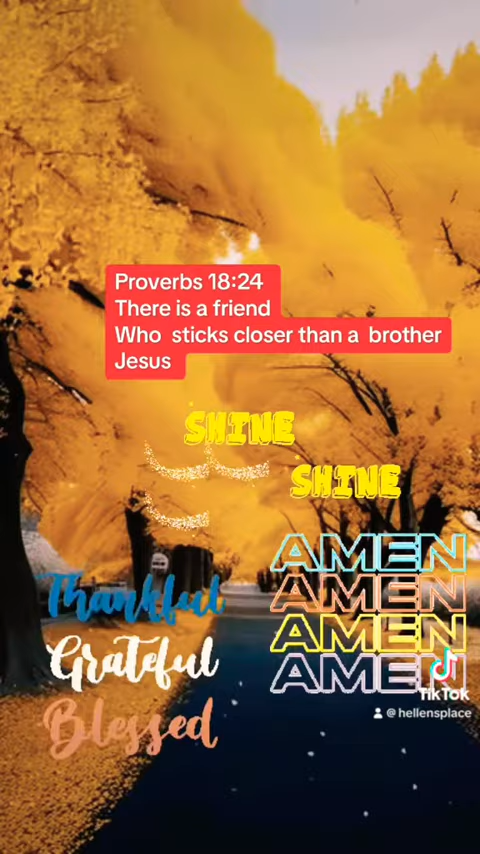 Proverbs 18:24
There is a friend
Who  sticks closer than a  brother
Jesus
SHINE
SHINE
AMEN
AMEN
AMEN
AMEN
Thankful
Grateful
Blessed
TikTok
@hellensplace